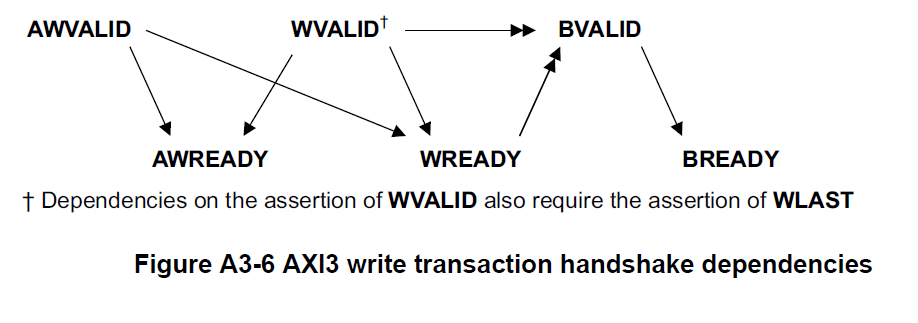 AWVALID WVALID† BVALID
AWREADY WREADY BREADY
† Dependencies on the assertion of WVALID also require the assertion of WLAST
Figure A3-6 AXI3 write transaction handshake dependencies